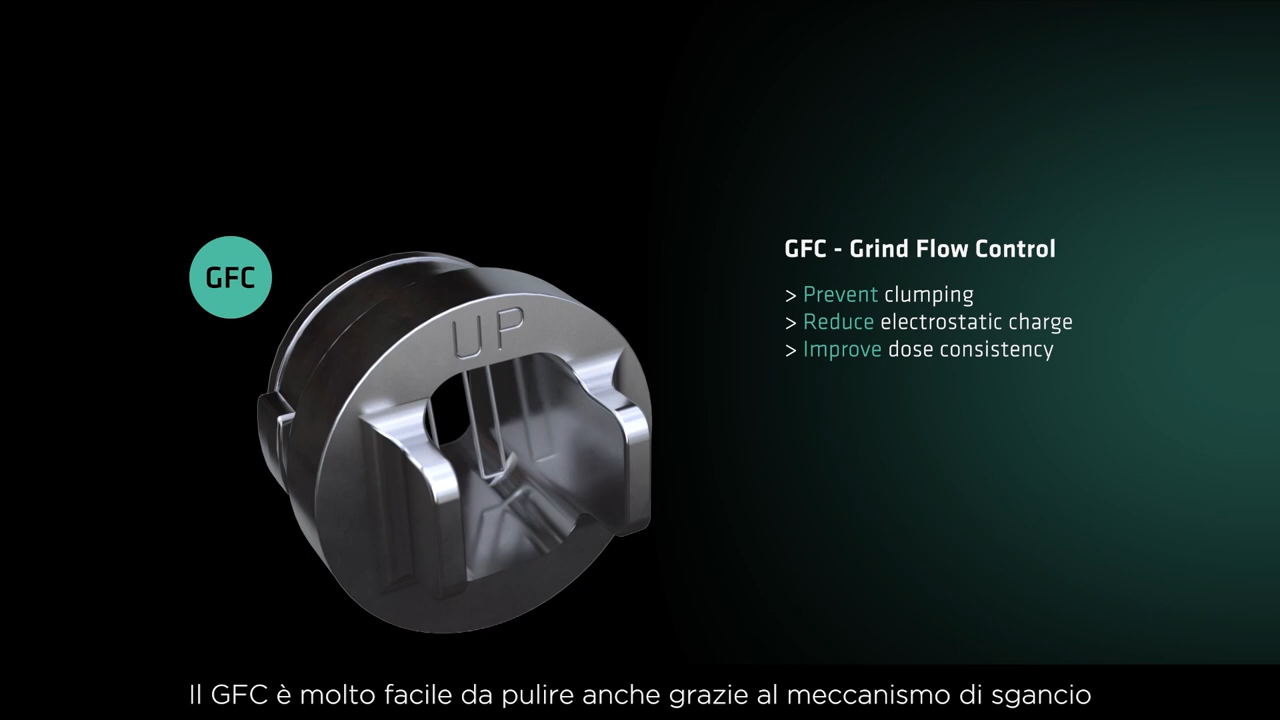 GFC
UP
GFC - Grind Flow Control
> Prevent clumping
> Reduce electrostatic charge
> Improve dose consistency
Il GFC è molto facile da pulire anche grazie al meccanismo di sgancio